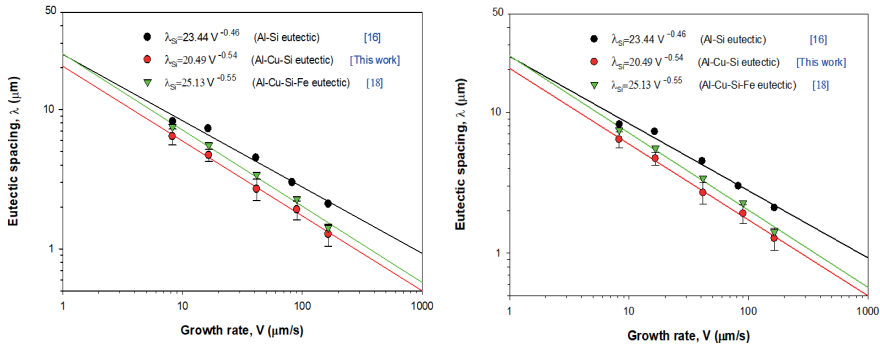 50
λSi=23.44 V−0.46 (Al-Si eutectic) [16]
λSi=20.49 V−0.54 (Al-Cu-Si eutectic) [This work]
λSi=25.13 V−0.55 (Al-Cu-Si-Fe eutectic) [18]
10
1
Eutectic spacing, λ (μm)
1 10 100 1000
Growth rate, V (μm/s)
50
λSi=23.44 V−0.46 (Al-Si eutectic) [16]
λSi=20.49 V−0.54 (Al-Cu-Si eutectic) [This work]
λSi=25.13 V−0.55 (Al-Cu-Si-Fe eutectic) [18]
10
1
Eutectic spacing, λ (μm)
1 10 100 1000
Growth rate, V (μm/s)